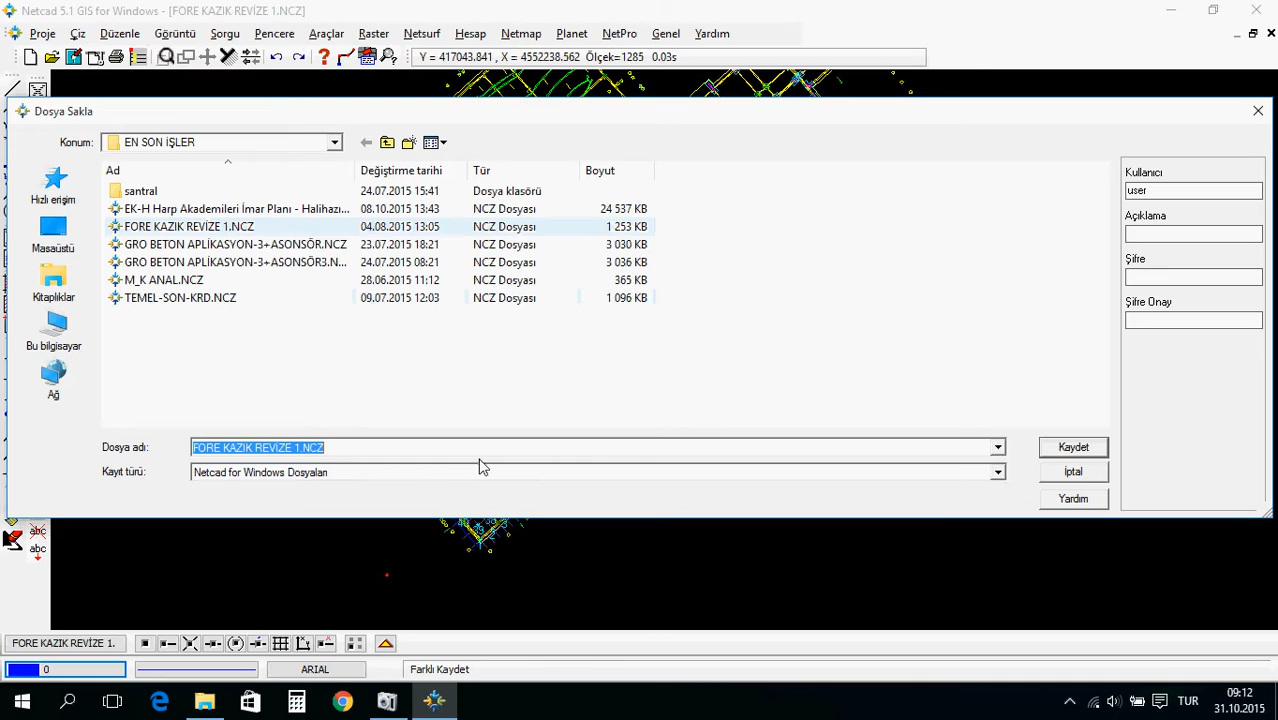 Netcad 5.1 GIS for Windows - [FORE KAZIK REVİZE 1.NCZ]
Proje Çiz Düzenle Görüntü Sorgu Pencere Araçlar Raster Netsurf Hesap Netmap Planet NetPro Genel Yardım
Y = 417043.841 , X = 4552238.562 Ölçek=1285 0.03s
Dosya Sakla
Konum: EN SON İŞLER
Ad Değiştirme tarihi Tür Boyut
santral 24.07.2015 15:41 Dosya klasörü
EK-H Harp Akademileri İmar Planı - Halihazı... 08.10.2015 13:43 NCZ Dosyası 24 537 KB
FORE KAZIK REVİZE 1.NCZ 04.08.2015 13:05 NCZ Dosyası 1 253 KB
GRO BETON APLİKASYON-3+ASONSÖR.NCZ 23.07.2015 18:21 NCZ Dosyası 3 030 KB
GRO BETON APLİKASYON-3+ASONSÖR3.N... 24.07.2015 08:21 NCZ Dosyası 3 036 KB
M_K ANAL.NCZ 28.06.2015 11:12 NCZ Dosyası 365 KB
TEMEL-SON-KRD.NCZ 09.07.2015 12:03 NCZ Dosyası 1 096 KB
Hızlı erişim
Masaüstü
Kitaplıklar
Bu bilgisayar
Ağ
Kullanıcı
user
Açıklama
Şifre
Şifre Onay
Dosya adı: FORE KAZIK REVİZE 1.NCZ Kaydet
Kayıt türü: Netcad for Windows Dosyaları İptal
Yardım
abc
abc
FORE KAZIK REVİZE 1.
0 ARIAL Farklı Kaydet
TUR
09:12
31.10.2015